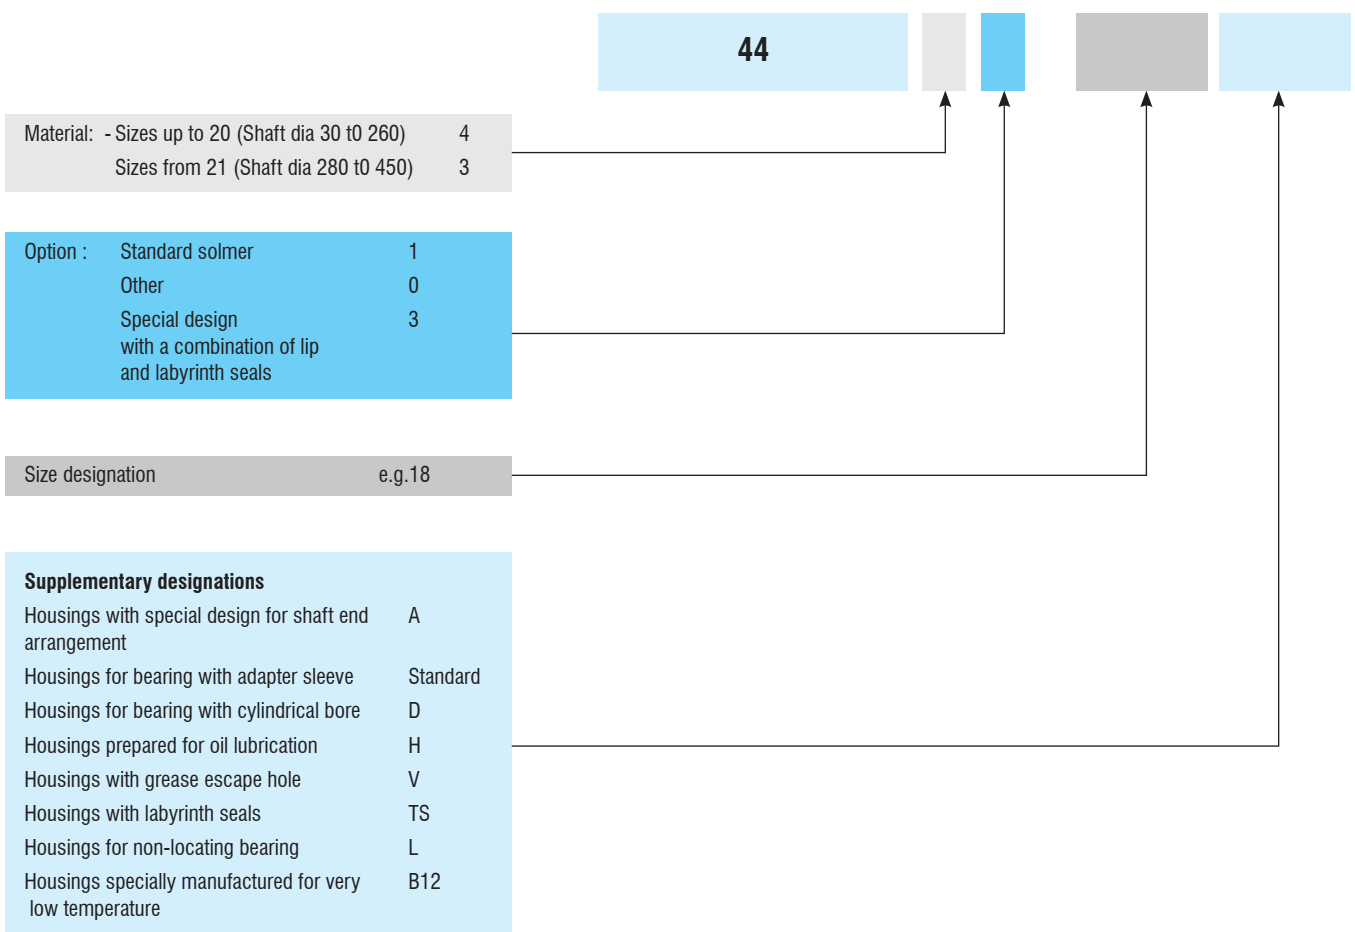 44
Material: - Sizes up to 20 (Shaft dia 30 t0 260) 4
Sizes from 21 (Shaft dia 280 t0 450) 3
Option : Standard solmer 1
Other 0
Special design 3
with a combination of lip
and labyrinth seals
Size designation e.g.18
Supplementary designations
Housings with special design for shaft end A
arrangement
Housings for bearing with adapter sleeve Standard
Housings for bearing with cylindrical bore D
Housings prepared for oil lubrication H
Housings with grease escape hole V
Housings with labyrinth seals TS
Housings for non-locating bearing L
Housings specially manufactured for very B12
low temperature